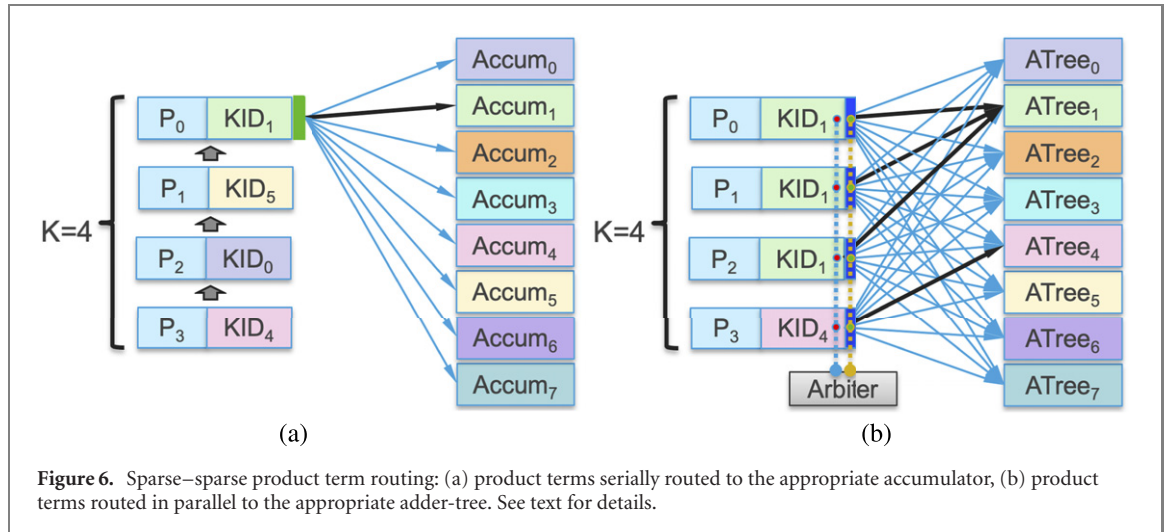 K=4
P₀ KID₁
P₁ KID₅
P₂ KID₀
P₃ KID₄
Accum₀
Accum₁
Accum₂
Accum₃
Accum₄
Accum₅
Accum₆
Accum₇
(a)
K=4
P₀ KID₁
P₁ KID₁
P₂ KID₁
P₃ KID₄
Arbiter
ATree₀
ATree₁
ATree₂
ATree₃
ATree₄
ATree₅
ATree₆
ATree₇
(b)
Figure 6. Sparse–sparse product term routing: (a) product terms serially routed to the appropriate accumulator, (b) product
terms routed in parallel to the appropriate adder-tree. See text for details.